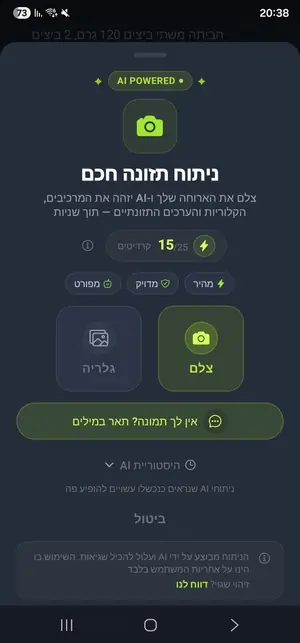 73
20:38
חביתה משתי ביצים 120 גרם, 2 ביצים
AI POWERED
ניתוח תזונה חכם
צלם את הארוחה שלך ו-AI יזהה את המרכיבים,
הקלוריות והערכים התזונתיים — תוך שניות
15/25 קרדיטים
מהיר
מדויק
מפורט
צלם
גלריה
אין לך תמונה? תאר במילים
היסטוריית AI
ניתוחי AI שנראים כנכשלו עשויים להופיע פה
ביטול
הניתוח מבוצע על ידי AI ועלול להכיל שגיאות. השימוש בו
הינו על אחריות המשתמש בלבד
זיהוי שגוי? דווח לנו